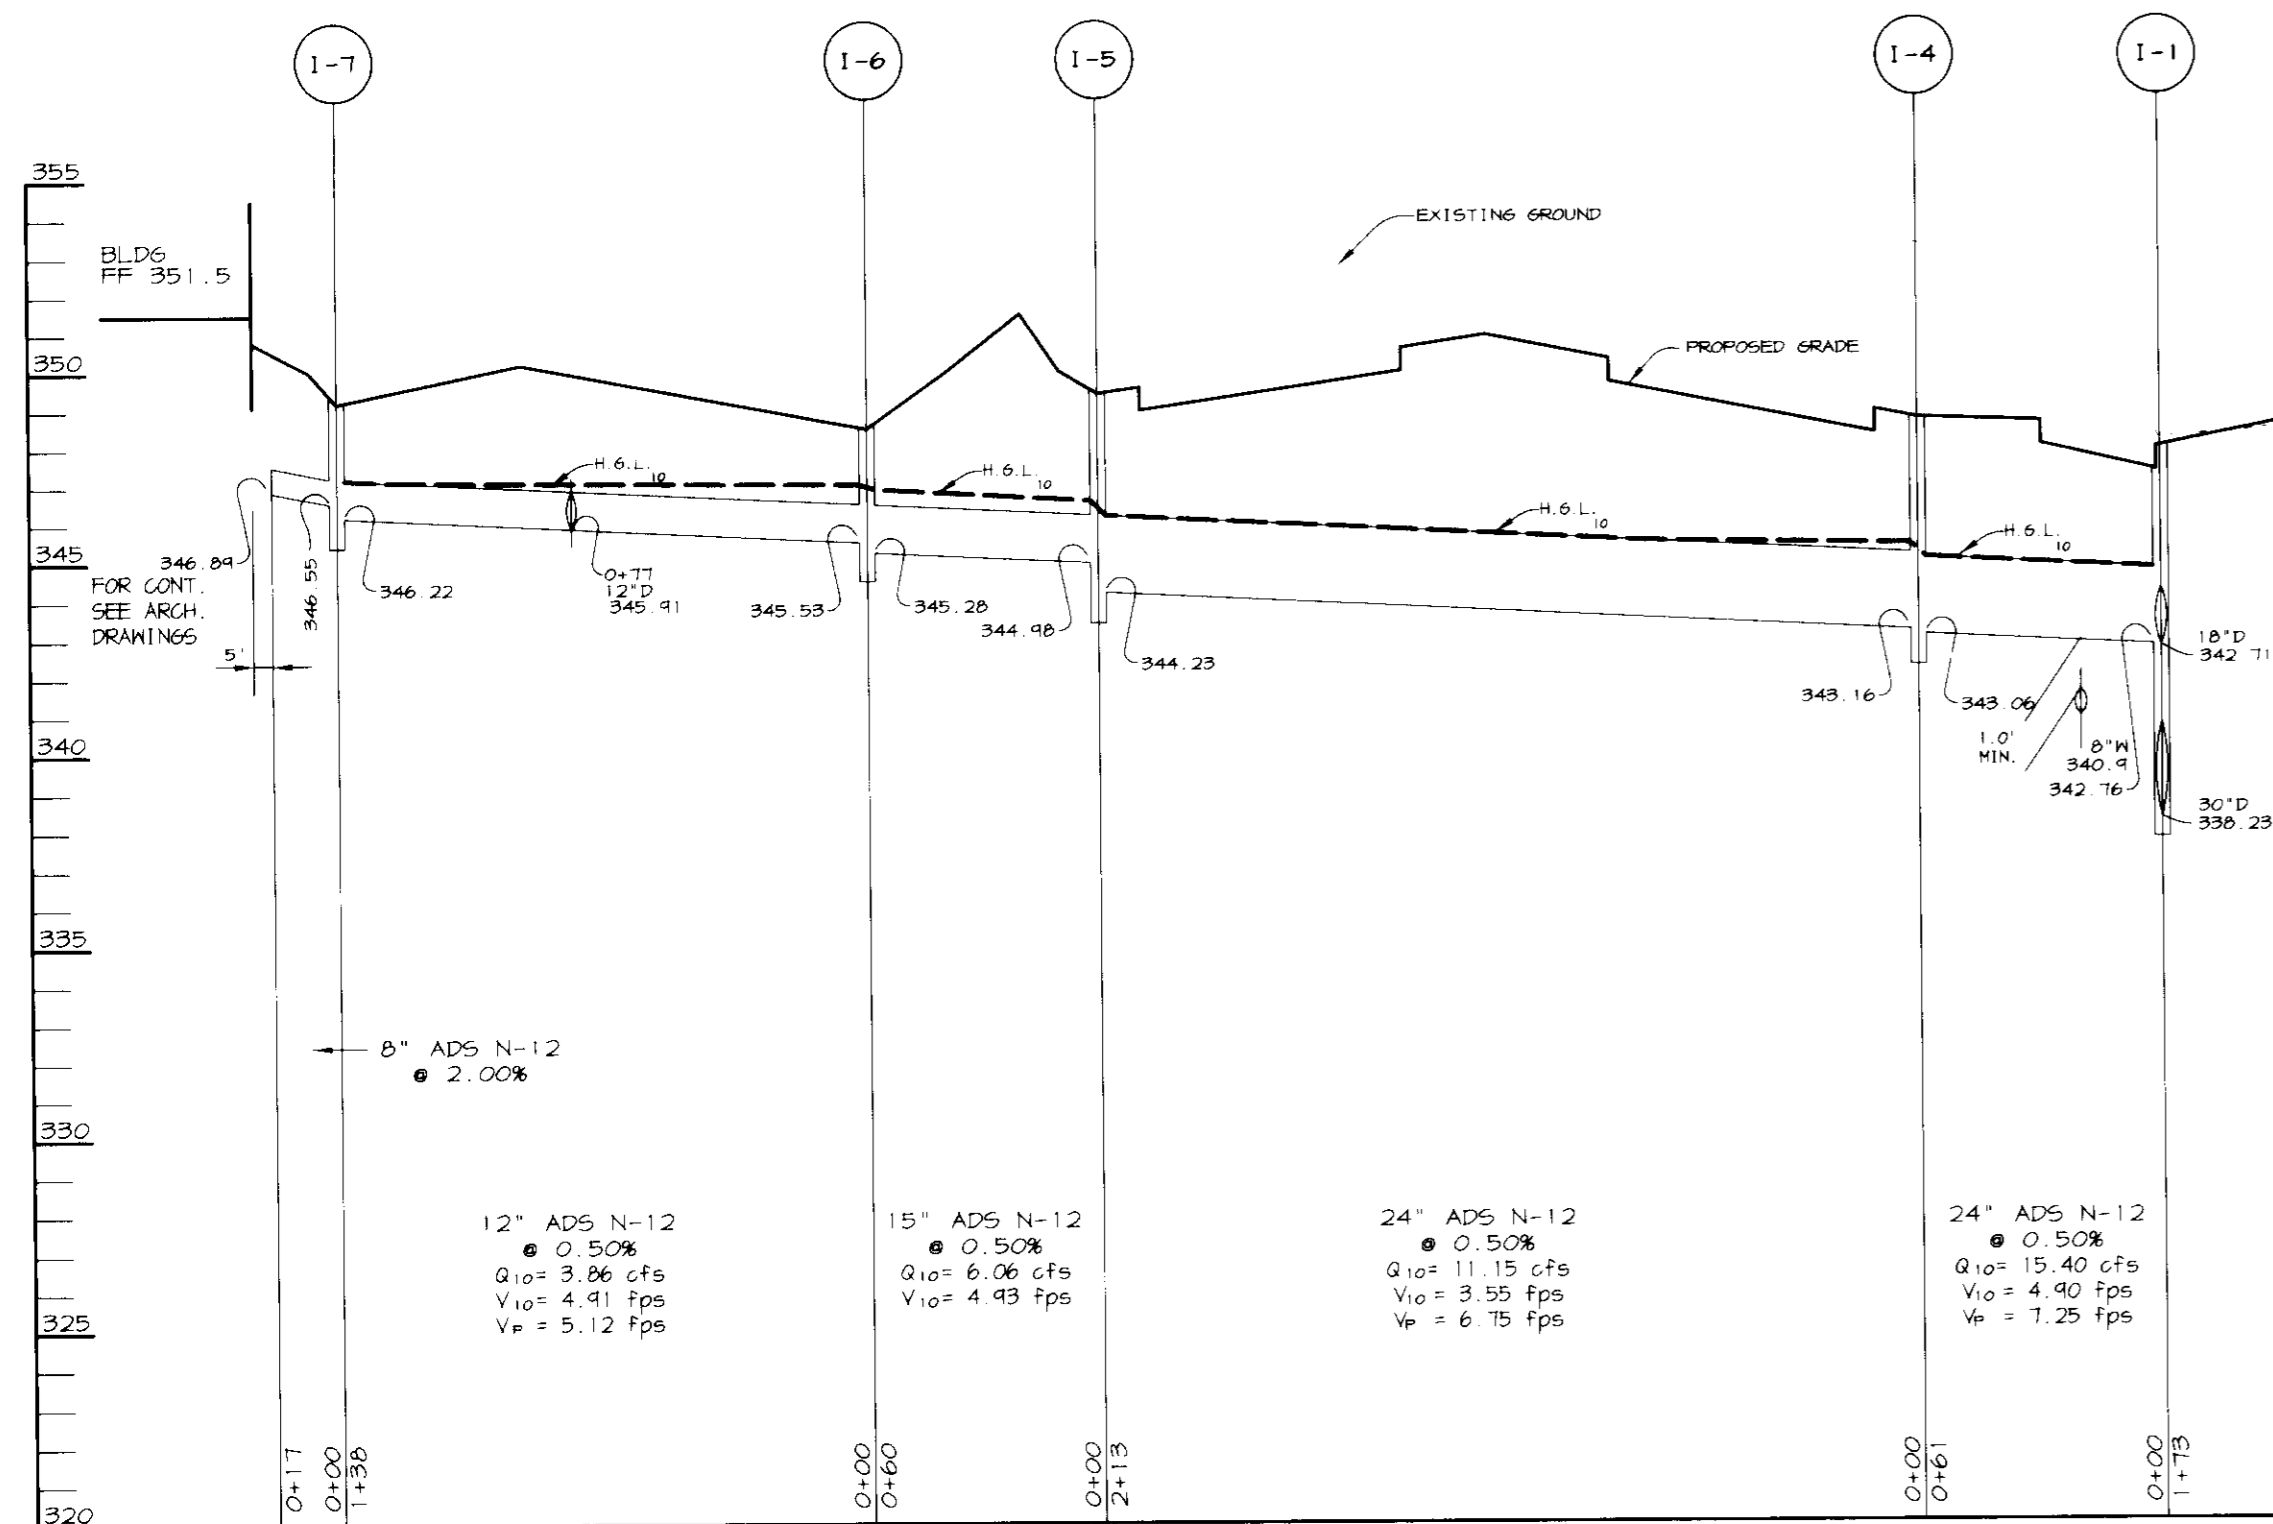 I-7
I-6
I-5
I-4
I-1
355
EXISTING GROUND
BLDG
FF 351.5
PROPOSED GRADE
350
H.G.L. 10
H.G.L. 10
H.G.L. 10
H.G.L. 10
345
346.89
FOR CONT.
SEE ARCH.
DRAWINGS
5'
346.55
346.22
0+77
12"D
345.91
345.53
345.28
344.98
344.23
343.16
343.06
1.0'
MIN.
8"W
340.9
342.76
18"D
342.71
30"D
338.23
340
335
8" ADS N-12
@ 2.00%
330
12" ADS N-12
@ 0.50%
Q10= 3.86 cfs
V10= 4.91 fps
VP = 5.12 fps
15" ADS N-12
@ 0.50%
Q10= 6.06 cfs
V10= 4.93 fps
24" ADS N-12
@ 0.50%
Q10= 11.15 cfs
V10 = 3.55 fps
VP = 6.75 fps
24" ADS N-12
@ 0.50%
Q10= 15.40 cfs
V10 = 4.90 fps
VP = 7.25 fps
325
320
0+17
0+00
1+38
0+00
0+60
0+00
2+13
0+00
0+61
0+00
1+73